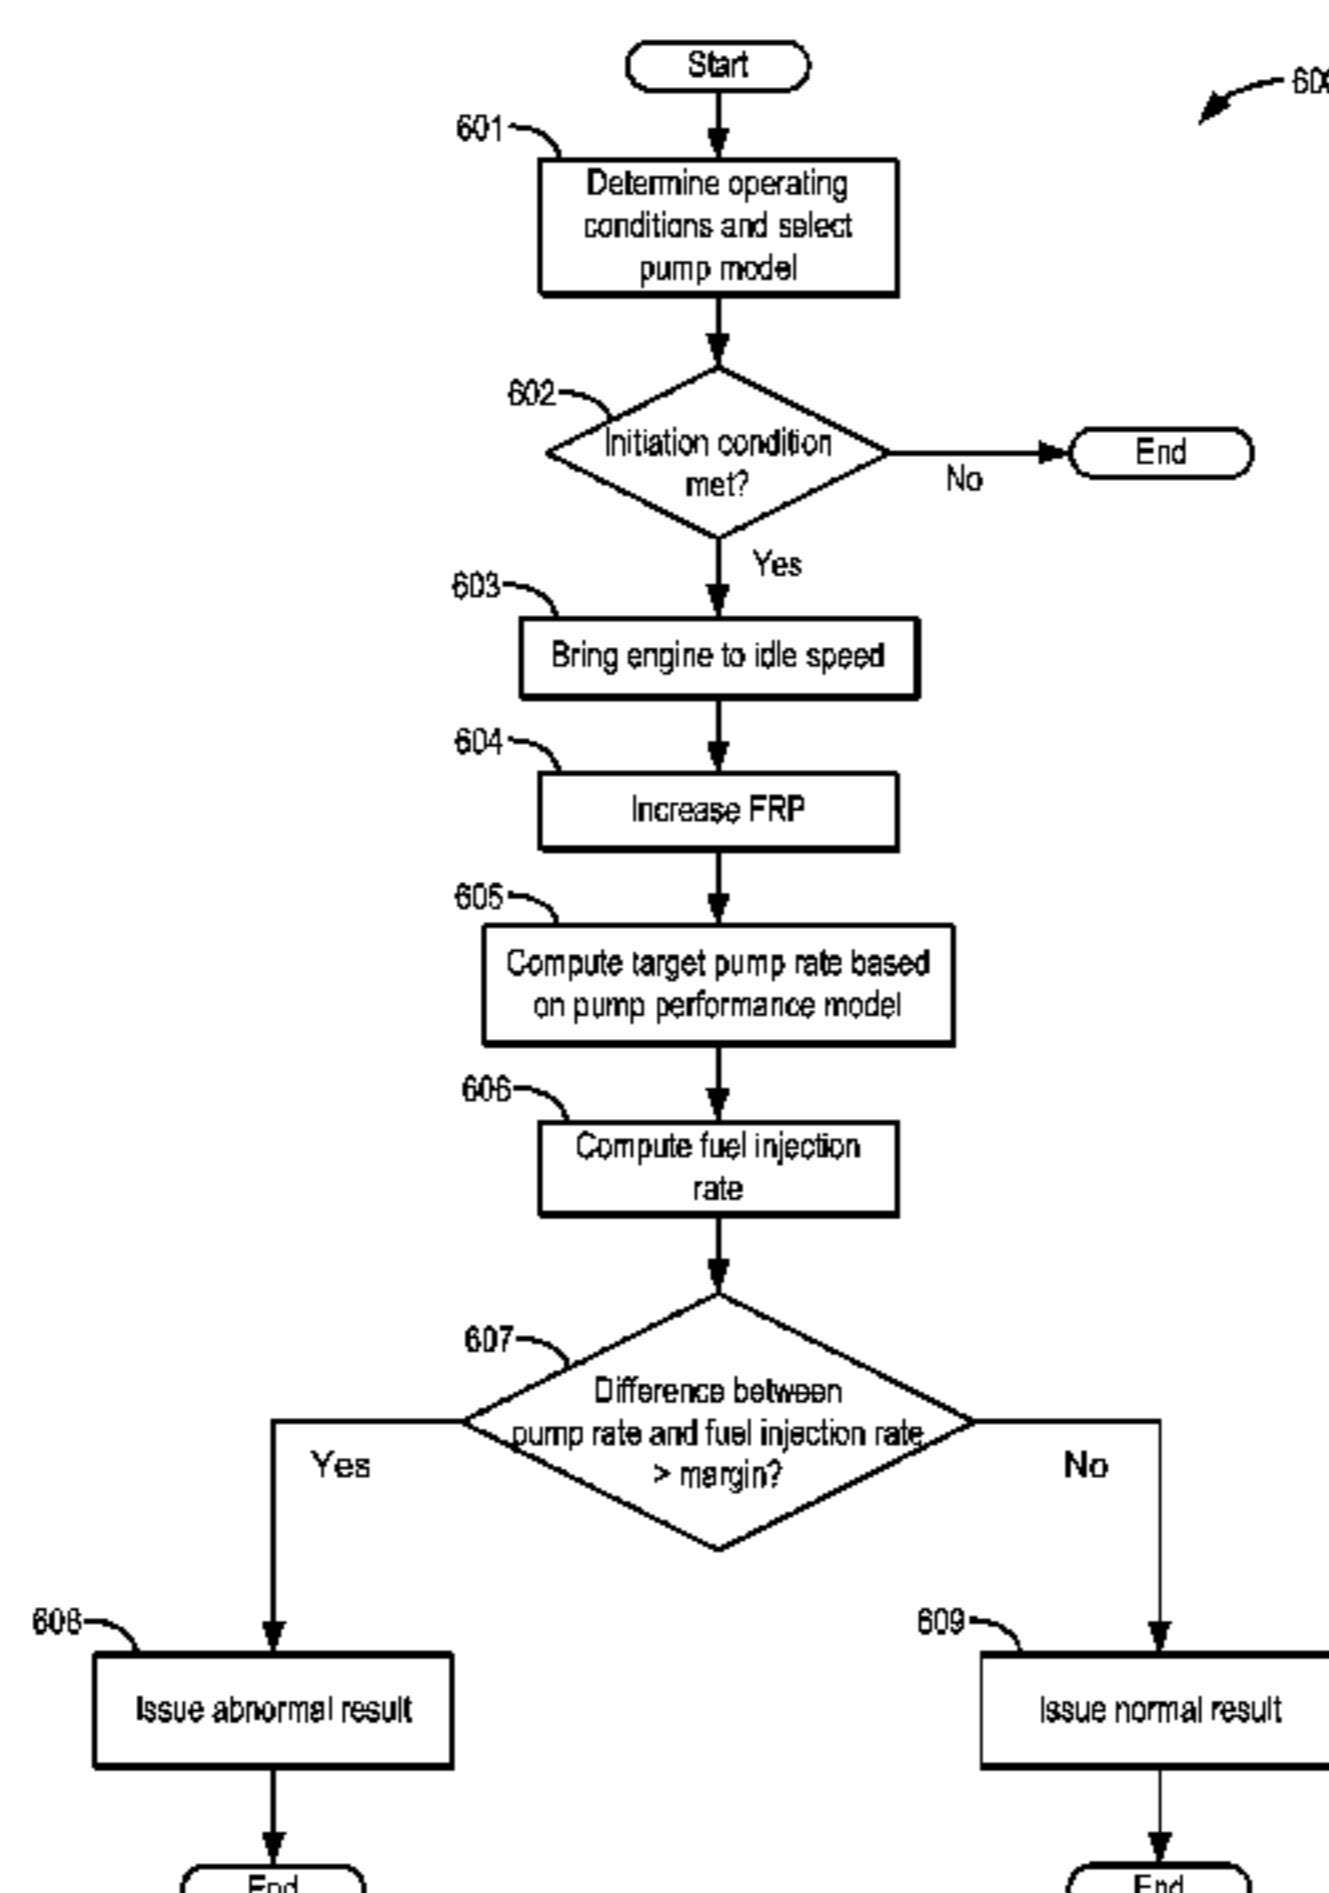 Start
600
601
Determine operating
conditions and select
pump model
602
Initiation condition
met?
No
End
Yes
603
Bring engine to idle speed
604
Increase FRP
605
Compute target pump rate based
on pump performance model
606
Compute fuel injection
rate
607
Difference between
pump rate and fuel injection rate
> margin?
Yes
No
608
Issue abnormal result
609
Issue normal result
End
End